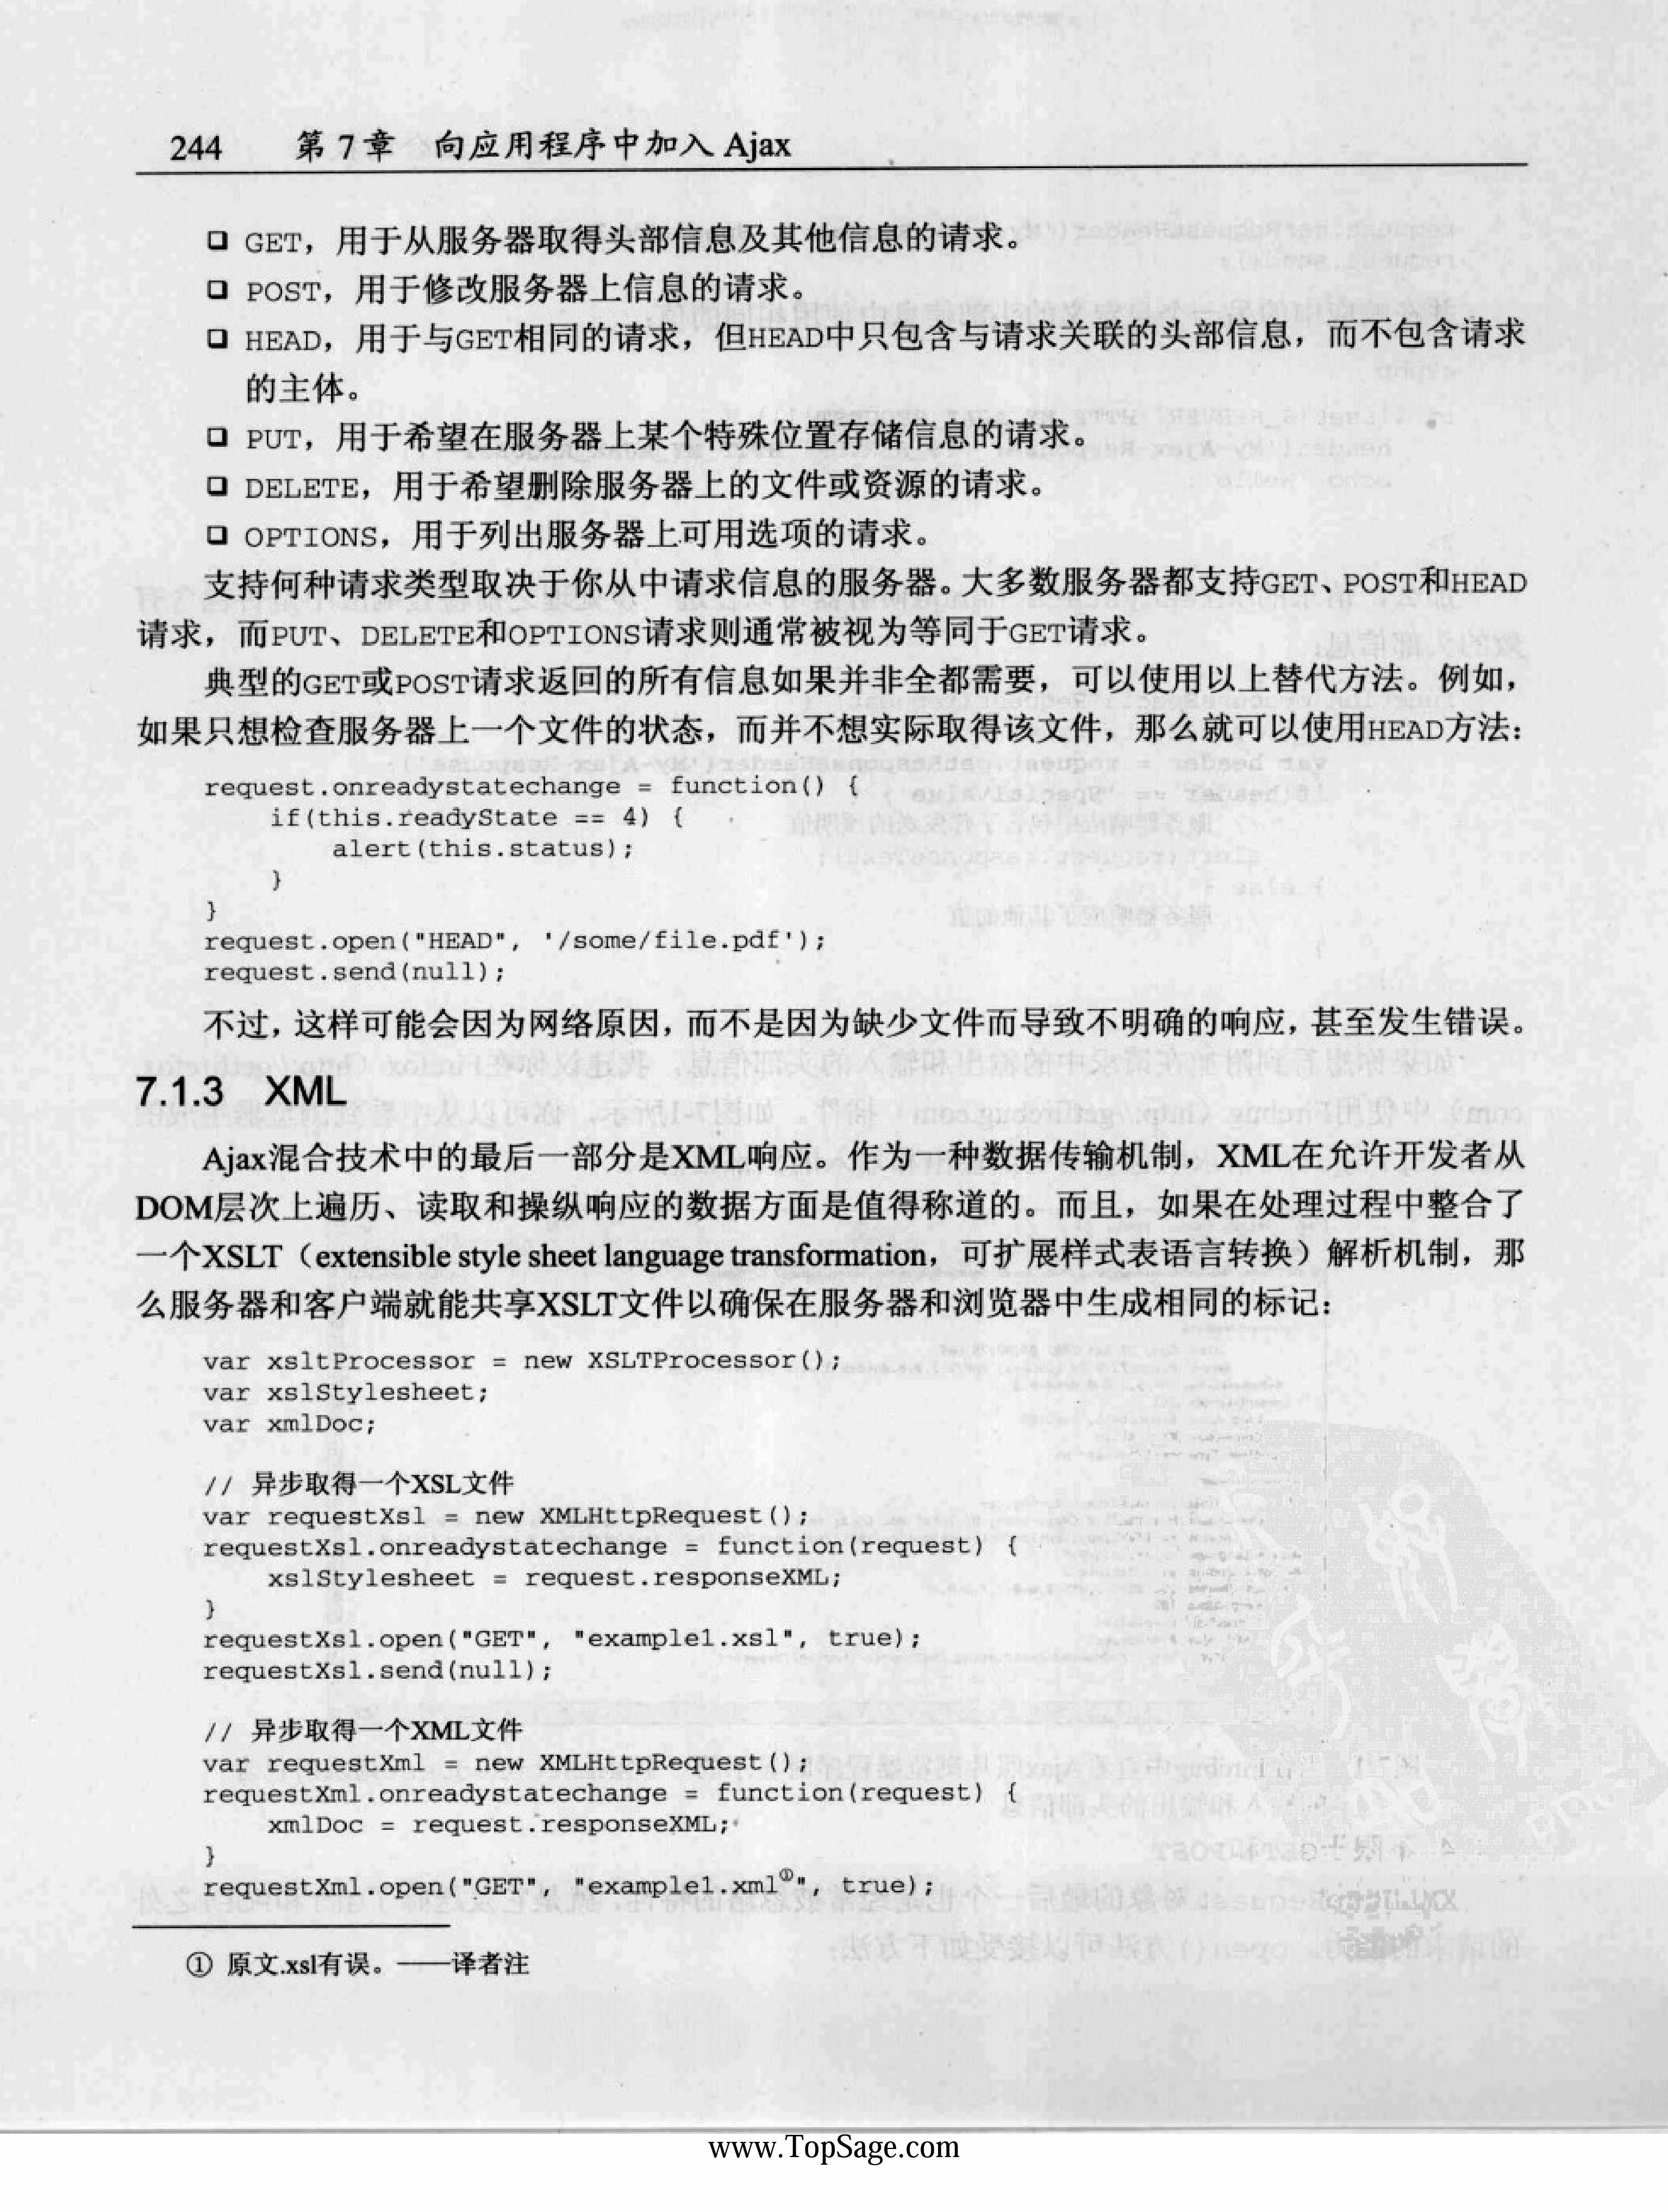 244 第 7 章 向应用程序中加入 Ajax
❑ GET，用于从服务器取得头部信息及其他信息的请求。
❑ POST，用于修改服务器上信息的请求。
❑ HEAD，用于与GET相同的请求，但HEAD中只包含与请求关联的头部信息，而不包含请求
的主体。
❑ PUT，用于希望在服务器上某个特殊位置存储信息的请求。
❑ DELETE，用于希望删除服务器上的文件或资源的请求。
❑ OPTIONS，用于列出服务器上可用选项的请求。
支持何种请求类型取决于你从中请求信息的服务器。大多数服务器都支持GET、POST和HEAD
请求，而PUT、DELETE和OPTIONS请求则通常被视为等同于GET请求。
典型的GET或POST请求返回的所有信息如果并非全都需要，可以使用以上替代方法。例如，
如果只想检查服务器上一个文件的状态，而并不想实际取得该文件，那么就可以使用HEAD方法：
request.onreadystatechange = function() {
if(this.readyState == 4) {
alert(this.status);
}
}
request.open("HEAD", '/some/file.pdf');
request.send(null);
不过，这样可能会因为网络原因，而不是因为缺少文件而导致不明确的响应，甚至发生错误。
7.1.3 XML
Ajax混合技术中的最后一部分是XML响应。作为一种数据传输机制，XML在允许开发者从
DOM层次上遍历、读取和操纵响应的数据方面是值得称道的。而且，如果在处理过程中整合了
一个XSLT（extensible style sheet language transformation，可扩展样式表语言转换）解析机制，那
么服务器和客户端就能共享XSLT文件以确保在服务器和浏览器中生成相同的标记：
var xsltProcessor = new XSLTProcessor();
var xslStylesheet;
var xmlDoc;
// 异步取得一个XSL文件
var requestXsl = new XMLHttpRequest();
requestXsl.onreadystatechange = function(request) {
xslStylesheet = request.responseXML;
}
requestXsl.open("GET", "example1.xsl", true);
requestXsl.send(null);
// 异步取得一个XML文件
var requestXml = new XMLHttpRequest();
requestXml.onreadystatechange = function(request) {
xmlDoc = request.responseXML;
}
requestXml.open("GET", "example1.xml①", true);
① 原文.xsl有误。——译者注
www.TopSage.com